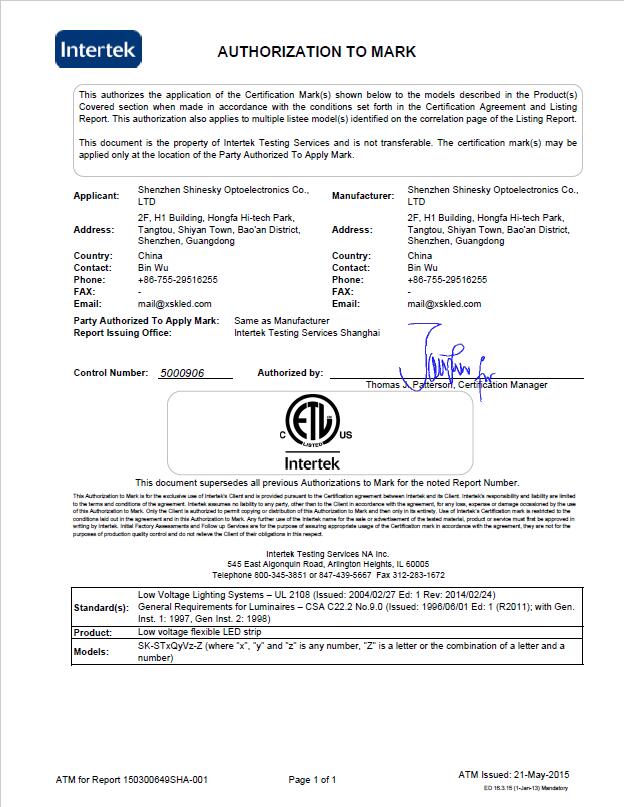 Intertek
AUTHORIZATION TO MARK
This authorizes the application of the Certification Mark(s) shown below to the models described in the Product(s)
Covered section when made in accordance with the conditions set forth in the Certification Agreement and Listing
Report. This authorization also applies to multiple listee model(s) identified on the correlation page of the Listing Report.
This document is the property of Intertek Testing Services and is not transferable. The certification mark(s) may be
applied only at the location of the Party Authorized To Apply Mark.
Applicant: Shenzhen Shinesky Optoelectronics Co., LTD
Manufacturer: Shenzhen Shinesky Optoelectronics Co., LTD
Address: 2F, H1 Building, Hongfa Hi-tech Park,
Tangtou, Shiyan Town, Bao'an District,
Shenzhen, Guangdong
Address: 2F, H1 Building, Hongfa Hi-tech Park,
Tangtou, Shiyan Town, Bao'an District,
Shenzhen, Guangdong
Country: China Country: China
Contact: Bin Wu Contact: Bin Wu
Phone: +86-755-29516255 Phone: +86-755-29516255
FAX: - FAX: -
Email: mail@xskled.com Email: mail@xskled.com
Party Authorized To Apply Mark: Same as Manufacturer
Report Issuing Office: Intertek Testing Services Shanghai
Control Number: 5000906 Authorized by:
Thomas J. Patterson, Certification Manager
C ETL US
LISTED
Intertek
This document supersedes all previous Authorizations to Mark for the noted Report Number.
This Authorization to Mark is for the exclusive use of Intertek's Client and is provided pursuant to the Certification agreement between Intertek and its Client. Intertek's responsibility and liability are limited
to the terms and conditions of the agreement. Intertek assumes no liability to any party, other than to the Client in accordance with the agreement, for any loss, expense or damage occasioned by the use
of this Authorization to Mark. Only the Client is authorized to permit copying or distribution of this Authorization to Mark and then only in its entirety. Use of Intertek's Certification mark is restricted to the
conditions laid out in the agreement and in this Authorization to Mark. Any further use of the Intertek name for the sale or advertisement of the tested material, product or service must first be approved in
writing by Intertek. Initial Factory Assessments and Follow up Services are for the purpose of assuring appropriate usage of the Certification mark in accordance with the agreement, they are not for the
purposes of production quality control and do not relieve the Client of their obligations in this respect.
Intertek Testing Services NA Inc.
545 East Algonquin Road, Arlington Heights, IL 60005
Telephone 800-345-3851 or 847-439-5667 Fax 312-283-1672
Standard(s): Low Voltage Lighting Systems – UL 2108 (Issued: 2004/02/27 Ed: 1 Rev: 2014/02/24)
General Requirements for Luminaires – CSA C22.2 No.9.0 (Issued: 1996/06/01 Ed: 1 (R2011); with Gen.
Inst. 1: 1997, Gen Inst. 2: 1998)
Product: Low voltage flexible LED strip
Models: SK-STxQyVz-Z (where "x", "y" and "z" is any number, "Z" is a letter or the combination of a letter and a
number)
ATM for Report 150300649SHA-001 Page 1 of 1 ATM Issued: 21-May-2015
ED 16.3.15 (1-Jan-13) Mandatory